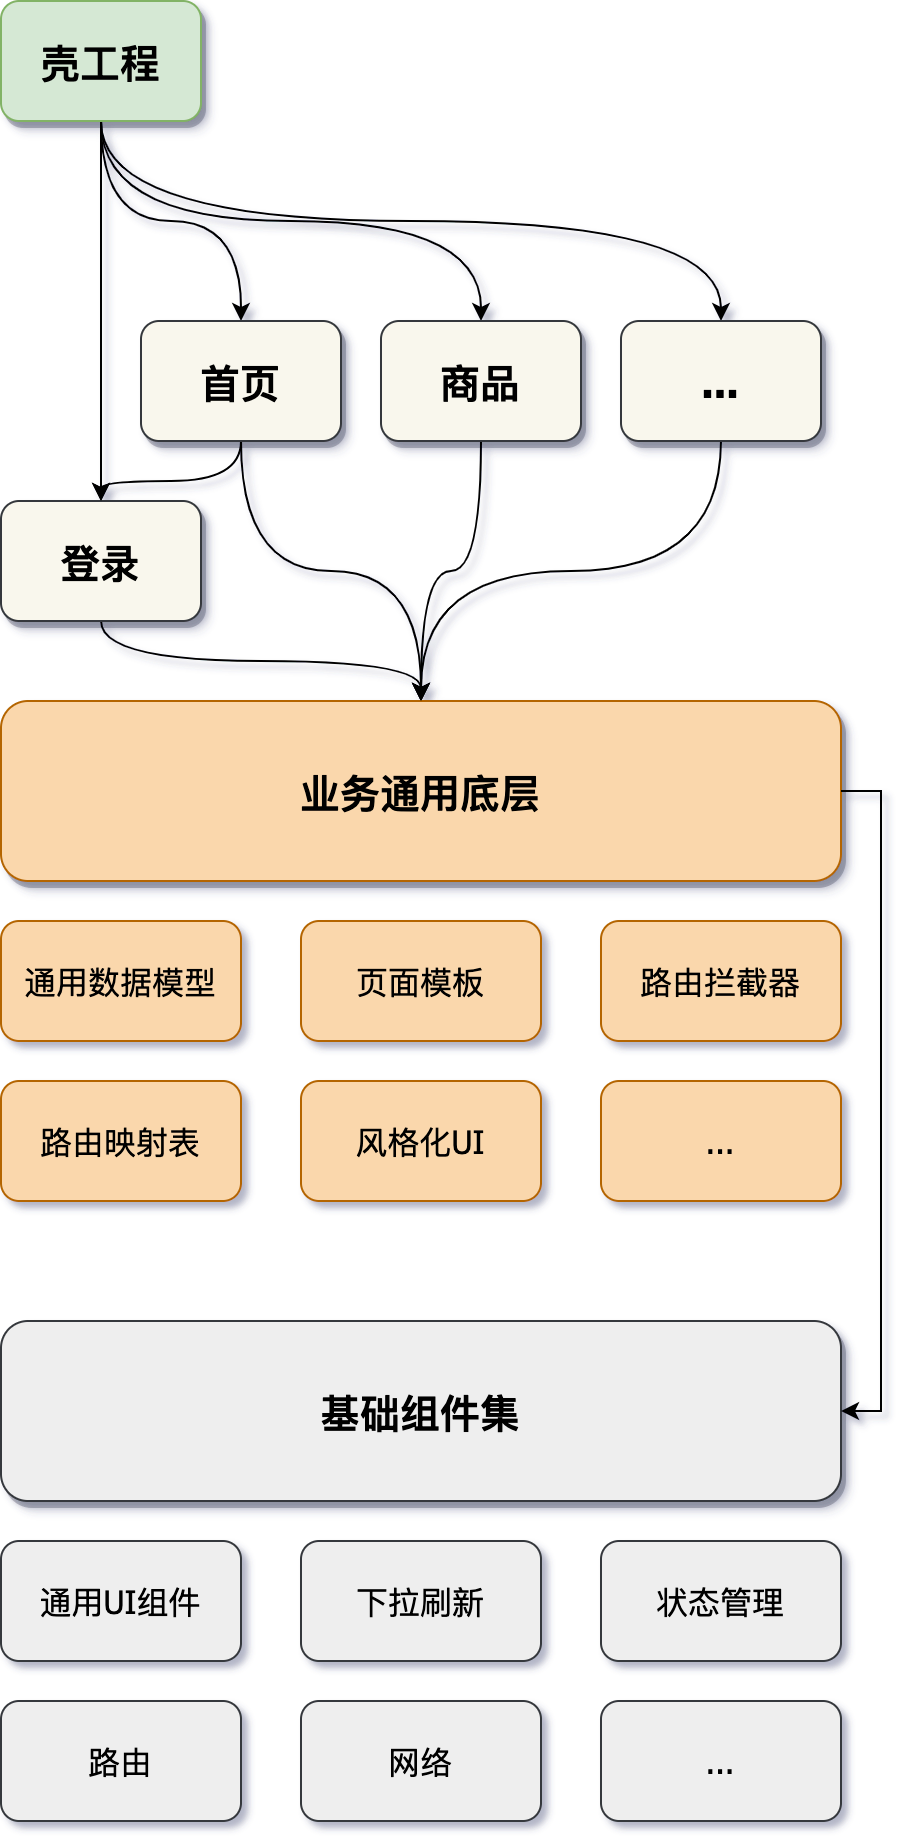 壳工程
首页
商品
...
登录
业务通用底层
通用数据模型
页面模板
路由拦截器
路由映射表
风格化UI
...
基础组件集
通用UI组件
下拉刷新
状态管理
路由
网络
...